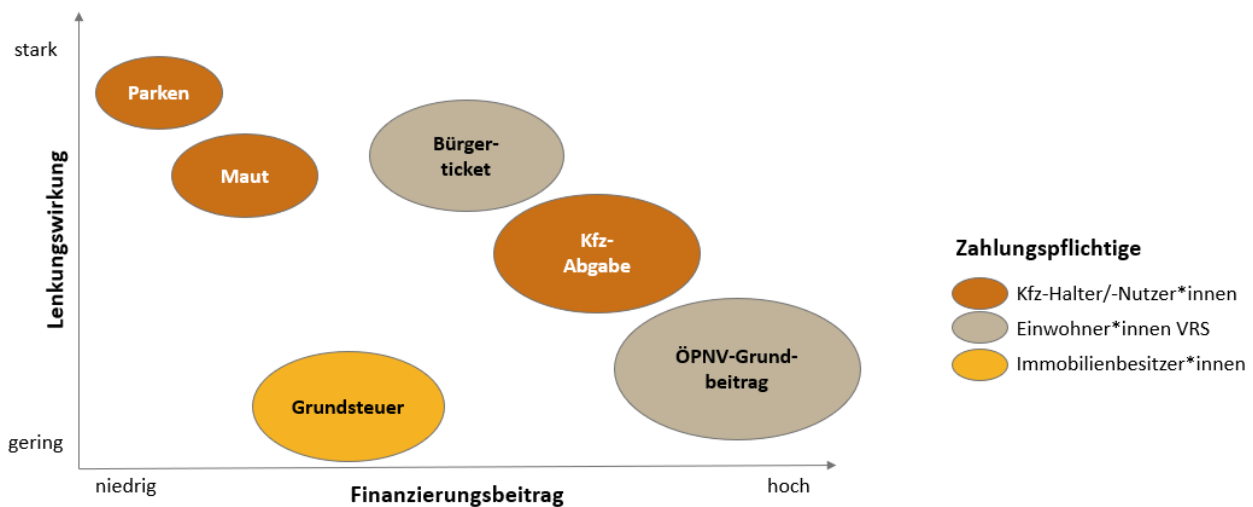 stark
Parken
Maut
Bürger-
ticket
Kfz-
Abgabe
ÖPNV-Grund-
beitrag
Grundsteuer
Lenkungswirkung
gering
niedrig
Finanzierungsbeitrag
hoch
Zahlungspflichtige
Kfz-Halter/-Nutzer*innen
Einwohner*innen VRS
Immobilienbesitzer*innen